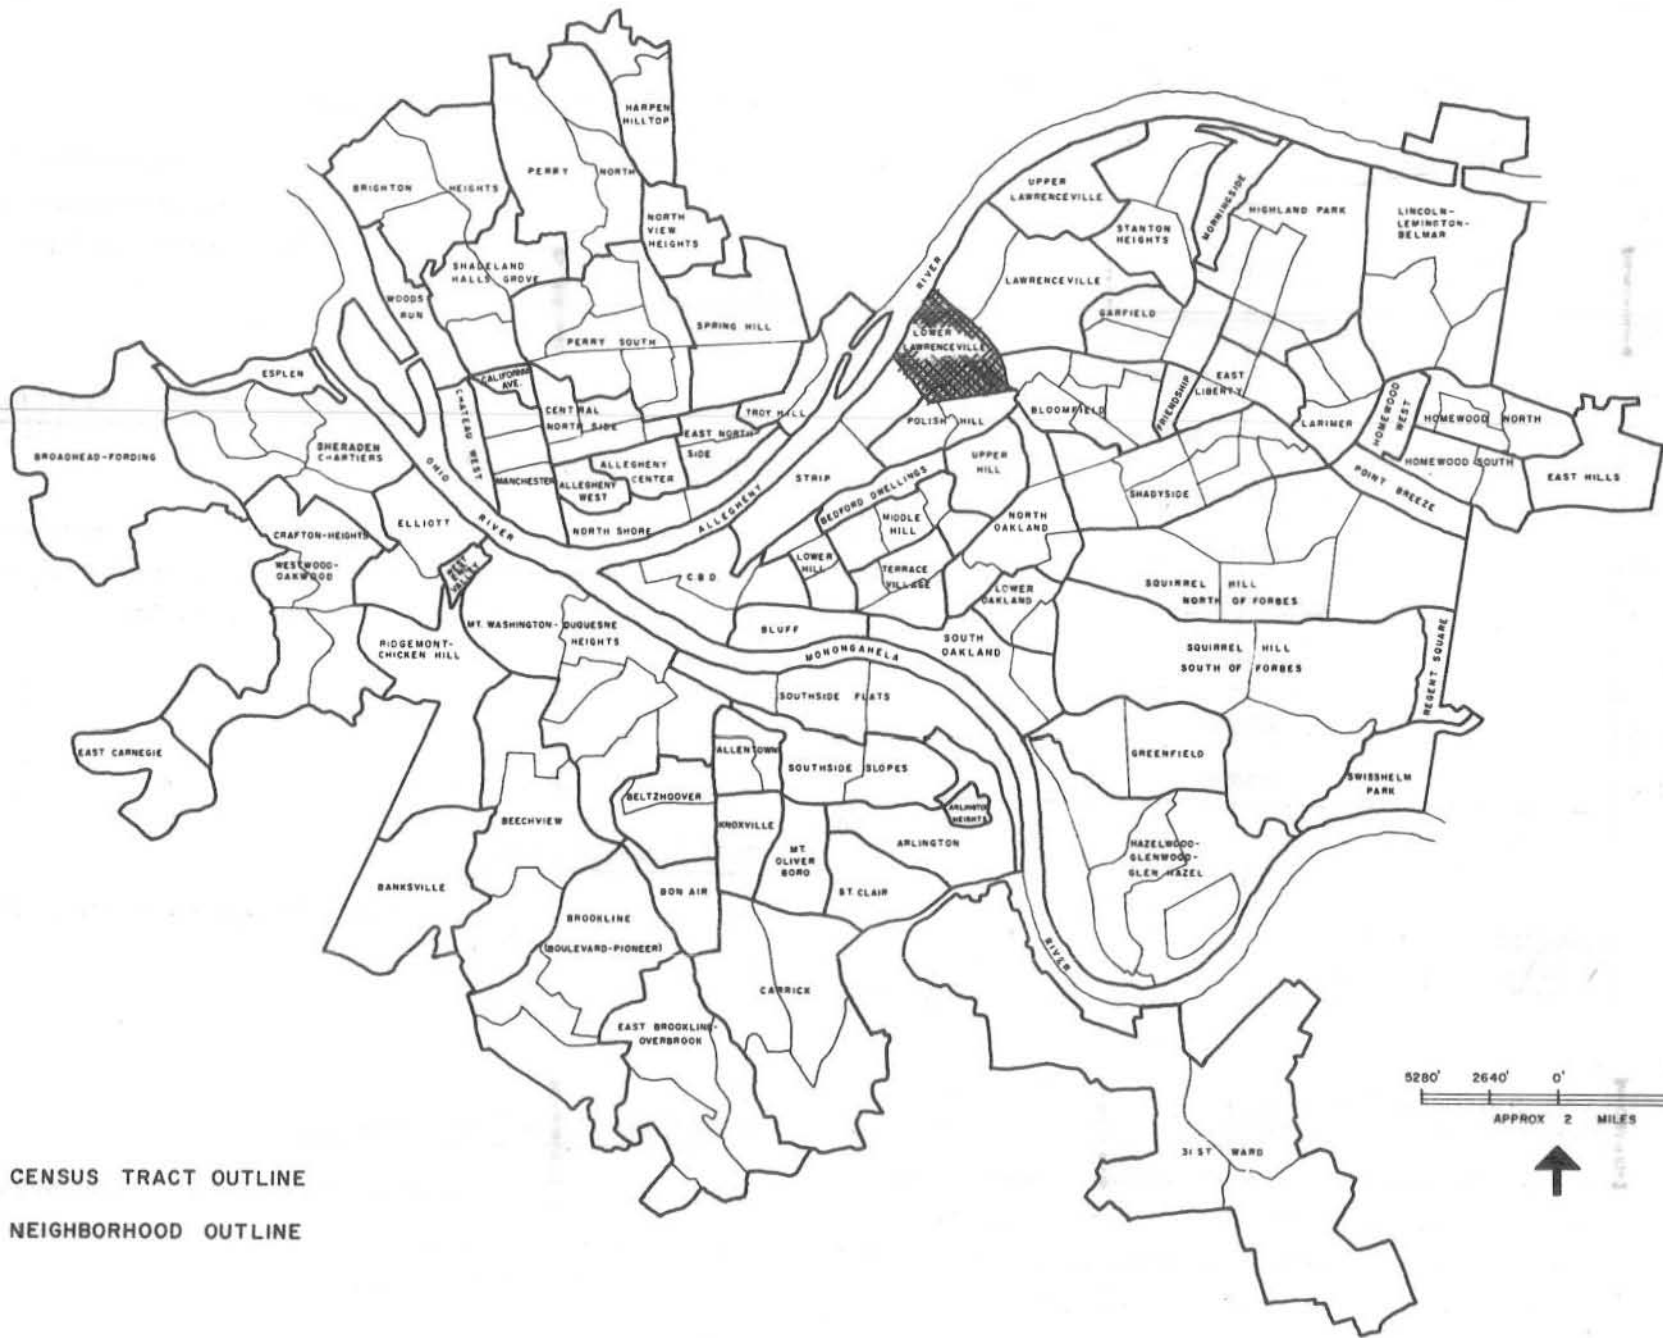 HARPEN
HILLTOP
PERRY NORTH
BRIGHTON HEIGHTS
NORTH
VIEW
HEIGHTS
SHADELAND
HALLS GROVE
WOODS
RUN
SPRING HILL
PERRY SOUTH
ESPLEN
CALIFORNIA
AVE.
CHATEAU WEST
CENTRAL
NORTH SIDE
TROY HILL
EAST NORTH
SIDE
ALLEGHENY
CENTER
MANCHESTER
ALLEGHENY
WEST
NORTH SHORE
BROADHEAD-FORDING
SHERADEN
CHARTIERS
OHIO RIVER
ALLEGHENY RIVER
STRIP
ELLIOTT
CRAFTON-HEIGHTS
WESTWOOD-
OAKWOOD
WEST
END
VALLEY
RIDGEMONT-
CHICKEN HILL
MT. WASHINGTON-DUQUESNE
HEIGHTS
EAST CARNEGIE
BANKSVILLE
BEECHVIEW
BELTZHOOVER
ALLENTOWN
KNOXVILLE
MT.
OLIVER
BORO
BON AIR
BROOKLINE
(BOULEVARD-PIONEER)
EAST BROOKLINE-
OVERBROOK
CARRICK
ST. CLAIR
ARLINGTON
ARLINGTON
HEIGHTS
SOUTHSIDE SLOPES
SOUTHSIDE FLATS
MONONGAHELA RIVER
C B D
BLUFF
LOWER
HILL
BEDFORD DWELLINGS
MIDDLE
HILL
TERRACE
VILLAGE
UPPER
HILL
POLISH HILL
LOWER
LAWRENCEVILLE
LAWRENCEVILLE
UPPER
LAWRENCEVILLE
STANTON
HEIGHTS
MORNINGSIDE
HIGHLAND PARK
LINCOLN-
LEMINGTON-
BELMAR
GARFIELD
BLOOMFIELD
FRIENDSHIP
EAST
LIBERTY
LARIMER
HOMEWOOD
WEST
HOMEWOOD NORTH
HOMEWOOD SOUTH
EAST HILLS
POINT BREEZE
SHADYSIDE
NORTH
OAKLAND
LOWER
OAKLAND
SOUTH
OAKLAND
SQUIRREL HILL
NORTH OF FORBES
SQUIRREL HILL
SOUTH OF FORBES
REGENT SQUARE
GREENFIELD
SWISSHELM
PARK
HAZELWOOD-
GLENWOOD-
GLEN HAZEL
31 ST WARD
5280' 2640' 0'
APPROX 2 MILES
CENSUS TRACT OUTLINE
NEIGHBORHOOD OUTLINE